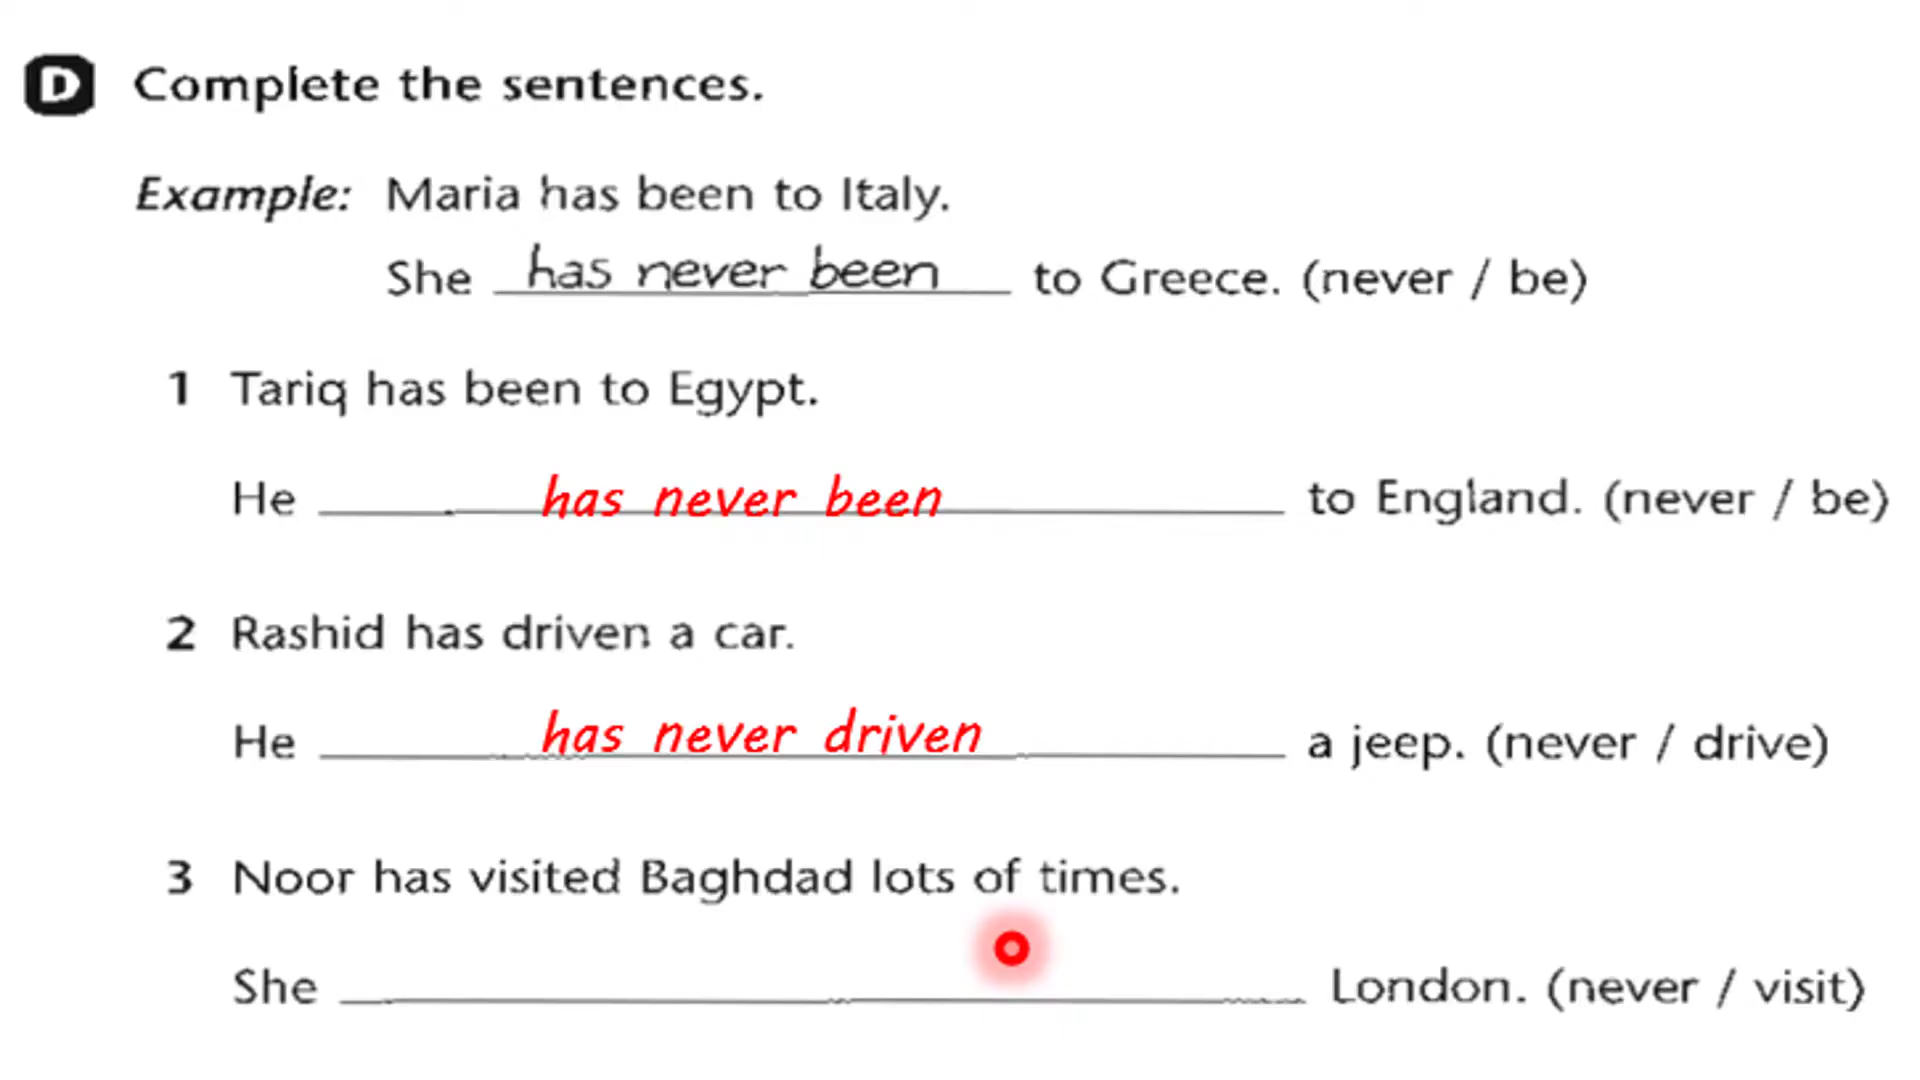 D Complete the sentences.
Example: Maria has been to Italy.
She has never been to Greece. (never / be)
1 Tariq has been to Egypt.
He has never been to England. (never / be)
2 Rashid has driven a car.
He has never driven a jeep. (never / drive)
3 Noor has visited Baghdad lots of times.
She ______ London. (never / visit)